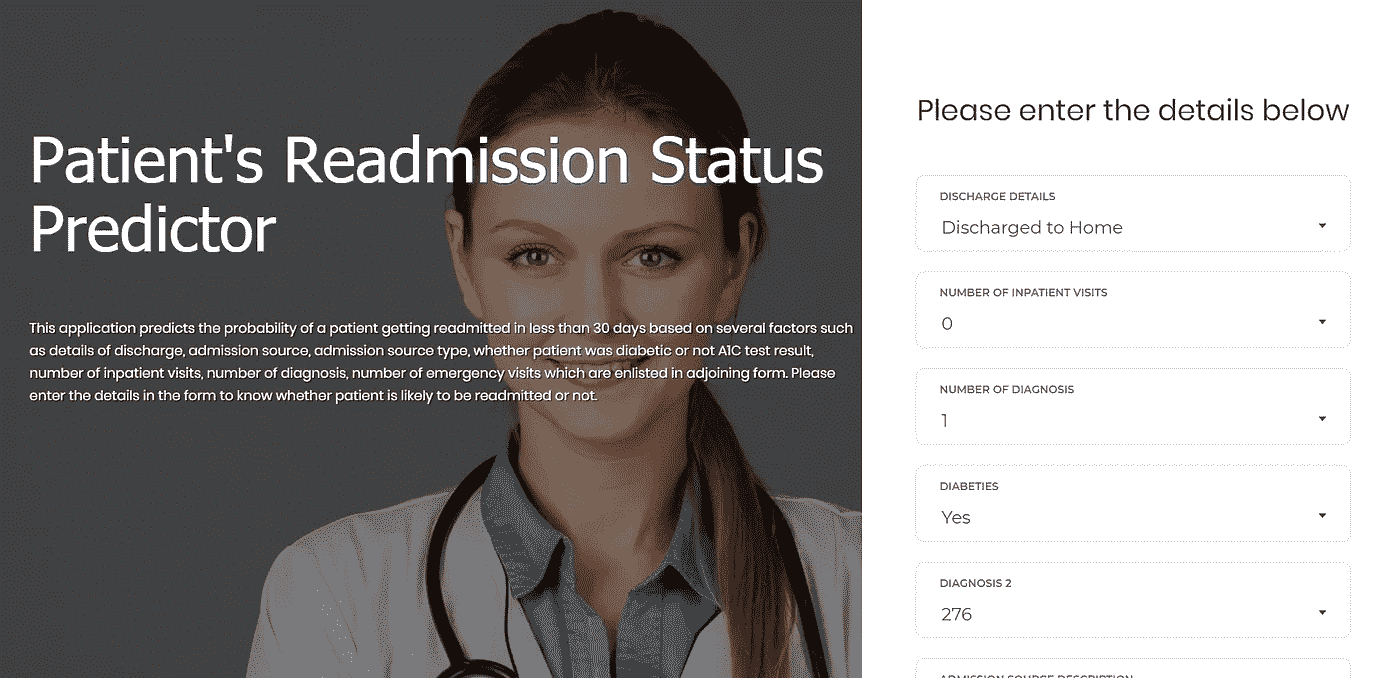 Patient's Readmission Status
Predictor
This application predicts the probability of a patient getting readmitted in less than 30 days based on several factors such
as details of discharge, admission source, admission source type, whether patient was diabetic or not A1C test result,
number of inpatient visits, number of diagnosis, number of emergency visits which are enlisted in adjoining form. Please
enter the details in the form to know whether patient is likely to be readmitted or not.
Please enter the details below
DISCHARGE DETAILS
Discharged to Home
NUMBER OF INPATIENT VISITS
0
NUMBER OF DIAGNOSIS
1
DIABETIES
Yes
DIAGNOSIS 2
276
ADMISSION SOURCE DESCRIPTION